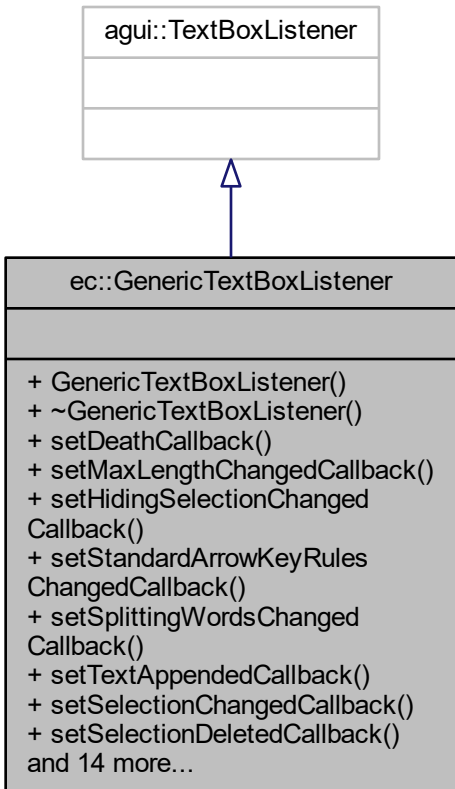 agui::TextBoxListener
ec::GenericTextBoxListener
+ GenericTextBoxListener()
+ ~GenericTextBoxListener()
+ setDeathCallback()
+ setMaxLengthChangedCallback()
+ setHidingSelectionChanged
Callback()
+ setStandardArrowKeyRules
ChangedCallback()
+ setSplittingWordsChanged
Callback()
+ setTextAppendedCallback()
+ setSelectionChangedCallback()
+ setSelectionDeletedCallback()
and 14 more...